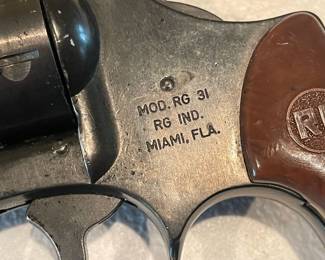 MOD. RG 31
RG IND.
MIAMI, FLA.